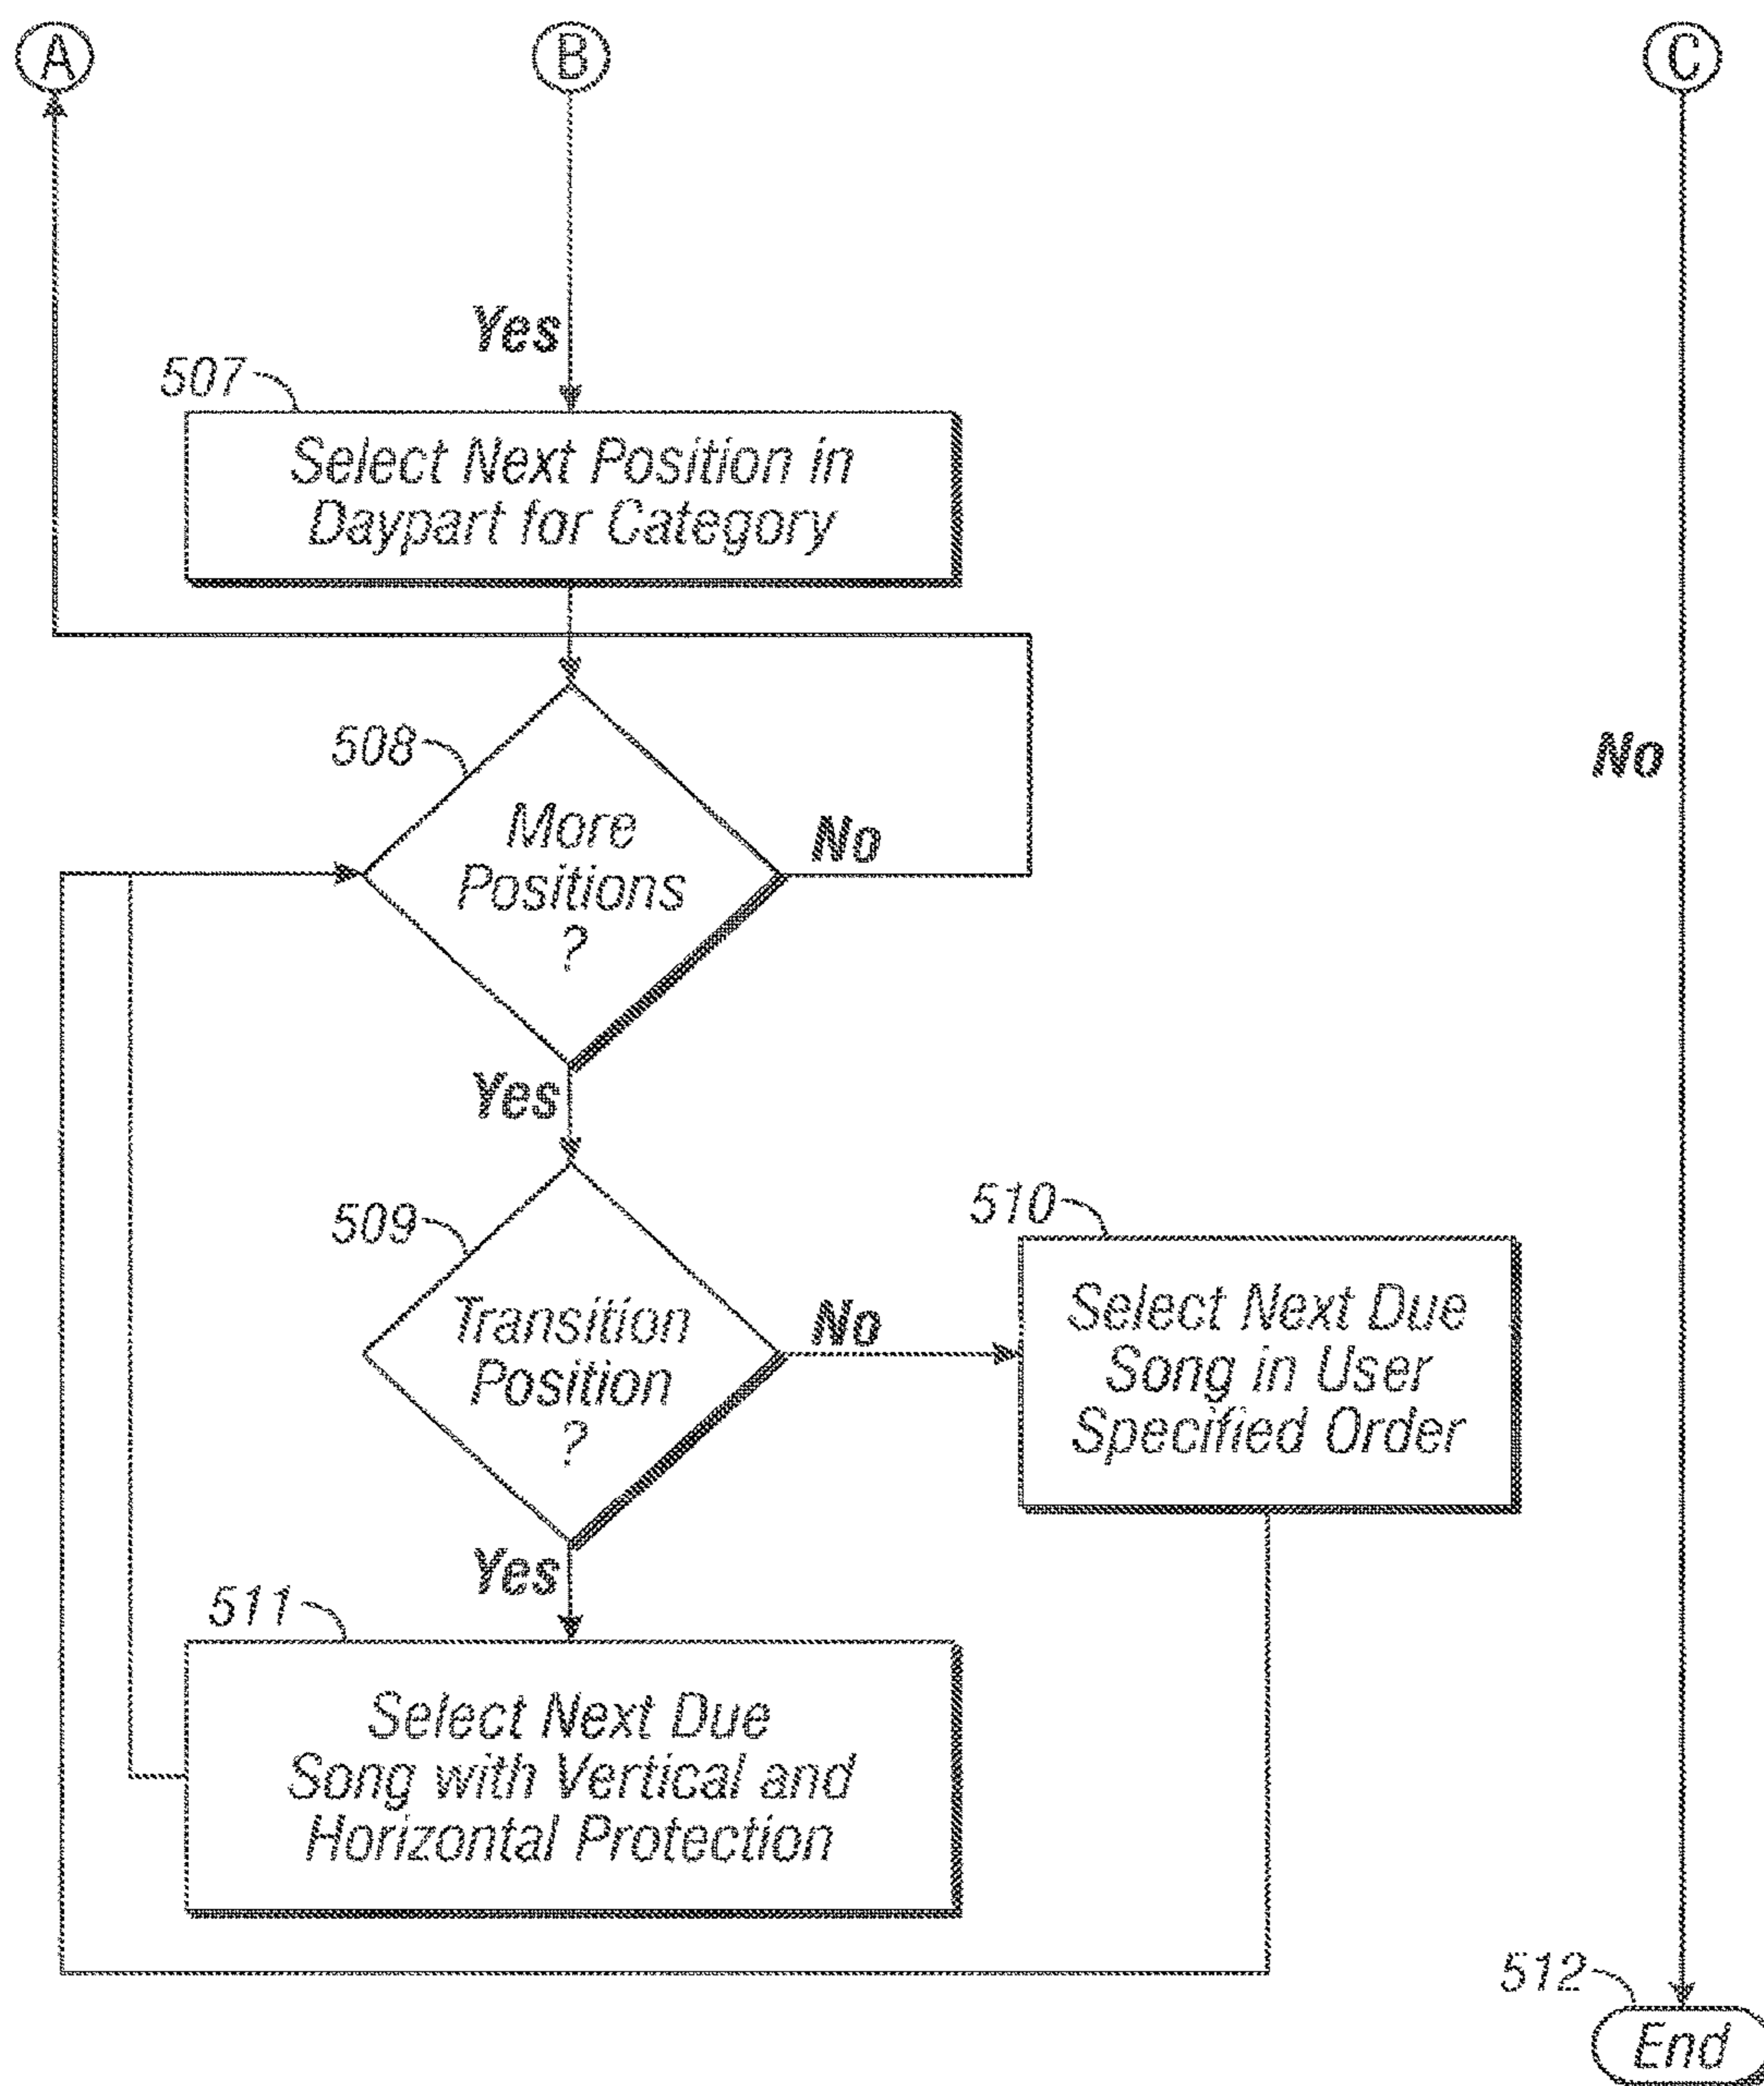 A
B
C
Yes
507
Select Next Position in
Daypart for Category
508
No
More
Positions
?
No
Yes
509
510
Transition
Position
?
No
Select Next Due
Song in User
Specified Order
Yes
511
Select Next Due
Song with Vertical and
Horizontal Protection
512
End